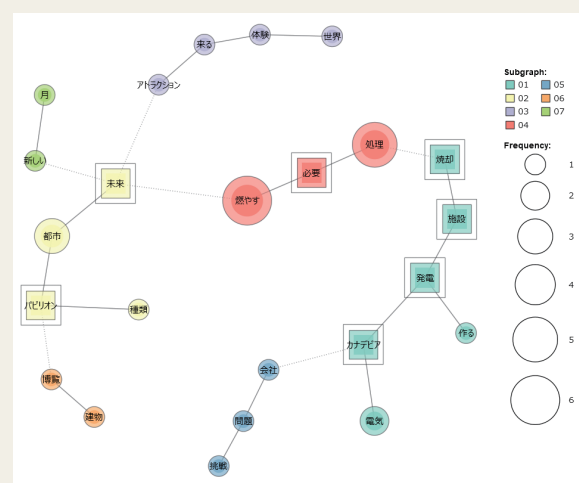 来る
体験
世界
アトラクション
月
新しい
未来
燃やす
必要
処理
焼却
施設
発電
作る
都市
パビリオン
種類
カナデビア
電気
博覧
建物
会社
問題
挑戦
Subgraph:
01 05
02 06
03 07
04
Frequency:
1
2
3
4
5
6